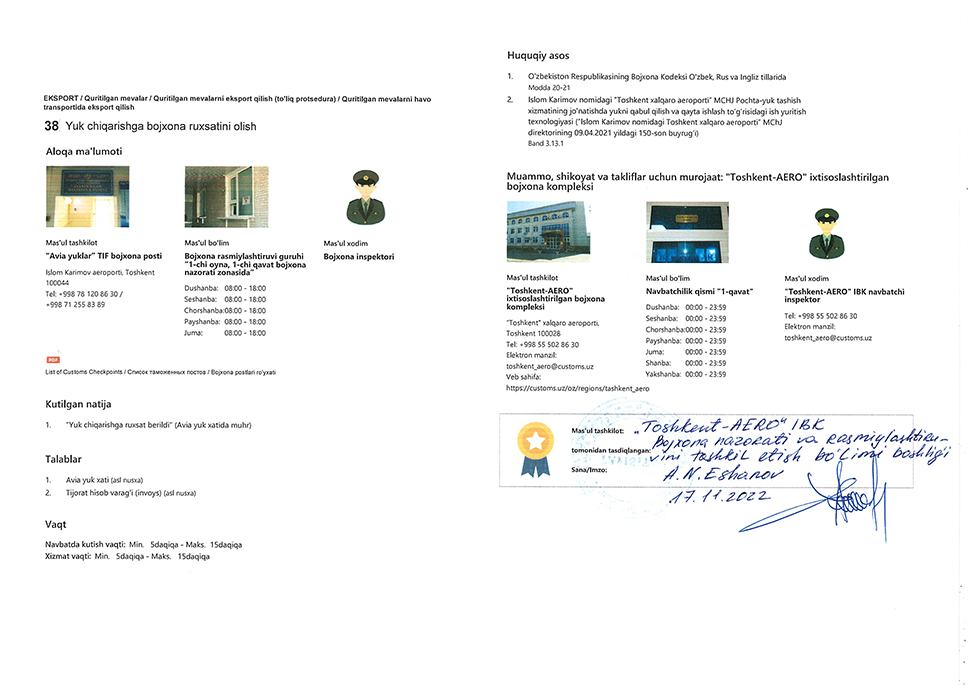 EKSPORT / Quritilgan mevalar / Quritilgan mevalarni eksport qilish (to'liq protsedura) / Quritilgan mevalarni havo
transportida eksport qilish
38 Yuk chiqarishga bojxona ruxsatini olish
Aloqa ma'lumoti
Mas'ul tashkilot
"Avia yuklar" TIF bojxona posti
Islom Karimov aeroporti, Toshkent
100044
Tel: +998 78 120 86 30 /
+998 71 255 83 89
Mas'ul bo'lim
Bojxona rasmiylashtiruvi guruhi
"1-chi oyna, 1-chi qavat bojxona
nazorati zonasida"
Dushanba: 08:00 - 18:00
Seshanba: 08:00 - 18:00
Chorshanba:08:00 - 18:00
Payshanba: 08:00 - 18:00
Juma: 08:00 - 18:00
Mas'ul xodim
Bojxona inspektori
PDF
List of Customs Checkpoints / Список таможенных постов / Bojxona postlari ro'yxati
Kutilgan natija
1. "Yuk chiqarishga ruxsat berildi" (Avia yuk xatida muhr)
Talablar
1. Avia yuk xati (asl nusxa)
2. Tijorat hisob varag'i (invoys) (asl nusxa)
Vaqt
Navbatda kutish vaqti: Min. 5daqiqa - Maks. 15daqiqa
Xizmat vaqti: Min. 5daqiqa - Maks. 15daqiqa
Huquqiy asos
1. O'zbekiston Respublikasining Bojxona Kodeksi O'zbek, Rus va Ingliz tillarida
Modda 20-21
2. Islom Karimov nomidagi "Toshkent xalqaro aeroporti" MCHJ Pochta-yuk tashish
xizmatining jo'natishda yukni qabul qilish va qayta ishlash to'g'risidagi ish yuritish
texnologiyasi ("Islom Karimov nomidagi Toshkent xalqaro aeroporti" MCHJ
direktorining 09.04.2021 yildagi 150-son buyrug'i)
Band 3.13.1
Muammo, shikoyat va takliflar uchun murojaat: "Toshkent-AERO" ixtisoslashtirilgan
bojxona kompleksi
Mas'ul tashkilot
"Toshkent-AERO"
ixtisoslashtirilgan bojxona
kompleksi
"Toshkent" xalqaro aeroporti,
Toshkent 100028
Tel: +998 55 502 86 30
Elektron manzil:
toshkent_aero@customs.uz
Veb sahifa:
https://customs.uz/oz/regions/tashkent_aero
Mas'ul bo'lim
Navbatchilik qismi "1-qavat"
Dushanba: 00:00 - 23:59
Seshanba: 00:00 - 23:59
Chorshanba:00:00 - 23:59
Payshanba: 00:00 - 23:59
Juma: 00:00 - 23:59
Shanba: 00:00 - 23:59
Yakshanba: 00:00 - 23:59
Mas'ul xodim
"Toshkent-AERO" IBK navbatchi
inspektor
Tel: +998 55 502 86 30
Elektron manzil:
toshkent_aero@customs.uz
Mas'ul tashkilot: „Toshkent-AERO" IBK
Bojxona nazorati va rasmiylashtiru-
tomonidan tasdiqlangan: vini tashkil etish bo'limi boshlig'i
Sana/Imzo: A.N. Eshanov
17.11.2022